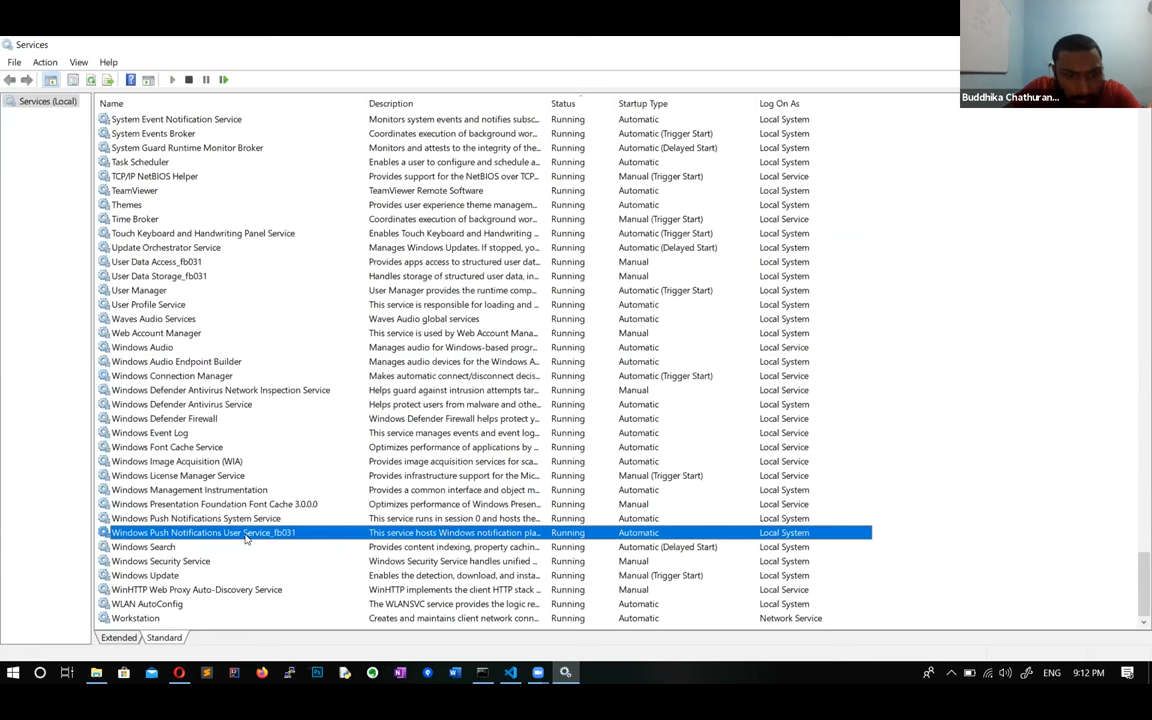 Services
File Action View Help
Services (Local)
Name Description Status Startup Type Log On As
System Event Notification Service Monitors system events and notifies subsc... Running Automatic Local System
System Events Broker Coordinates execution of background wor... Running Automatic (Trigger Start) Local System
System Guard Runtime Monitor Broker Monitors and attests to the integrity of the... Running Automatic (Delayed Start) Local System
Task Scheduler Enables a user to configure and schedule a... Running Automatic Local System
TCP/IP NetBIOS Helper Provides support for the NetBIOS over TCP... Running Manual (Trigger Start) Local Service
TeamViewer TeamViewer Remote Software Running Automatic Local System
Themes Provides user experience theme managem... Running Automatic Local System
Time Broker Coordinates execution of background wor... Running Manual (Trigger Start) Local Service
Touch Keyboard and Handwriting Panel Service Enables Touch Keyboard and Handwriting ... Running Automatic (Trigger Start) Local System
Update Orchestrator Service Manages Windows Updates. If stopped, yo... Running Automatic (Delayed Start) Local System
User Data Access_fb031 Provides apps access to structured user dat... Running Manual Local System
User Data Storage_fb031 Handles storage of structured user data, in... Running Manual Local System
User Manager User Manager provides the runtime comp... Running Automatic (Trigger Start) Local System
User Profile Service This service is responsible for loading and ... Running Automatic Local System
Waves Audio Services Waves Audio global services Running Automatic Local System
Web Account Manager This service is used by Web Account Mana... Running Manual Local System
Windows Audio Manages audio for Windows-based progr... Running Automatic Local Service
Windows Audio Endpoint Builder Manages audio devices for the Windows A... Running Automatic Local System
Windows Connection Manager Makes automatic connect/disconnect decis... Running Automatic (Trigger Start) Local Service
Windows Defender Antivirus Network Inspection Service Helps guard against intrusion attempts tar... Running Manual Local Service
Windows Defender Antivirus Service Helps protect users from malware and othe... Running Automatic Local System
Windows Defender Firewall Windows Defender Firewall helps protect y... Running Automatic Local Service
Windows Event Log This service manages events and event log... Running Automatic Local Service
Windows Font Cache Service Optimizes performance of applications by ... Running Automatic Local Service
Windows Image Acquisition (WIA) Provides image acquisition services for sca... Running Automatic Local Service
Windows License Manager Service Provides infrastructure support for the Mic... Running Manual (Trigger Start) Local Service
Windows Management Instrumentation Provides a common interface and object m... Running Automatic Local System
Windows Presentation Foundation Font Cache 3.0.0.0 Optimizes performance of Windows Presen... Running Manual Local Service
Windows Push Notifications System Service This service runs in session 0 and hosts the... Running Automatic Local System
Windows Push Notifications User Service_fb031 This service hosts Windows notification pla... Running Automatic Local System
Windows Search Provides content indexing, property cachin... Running Automatic (Delayed Start) Local System
Windows Security Service Windows Security Service handles unified ... Running Manual Local System
Windows Update Enables the detection, download, and insta... Running Manual (Trigger Start) Local System
WinHTTP Web Proxy Auto-Discovery Service WinHTTP implements the client HTTP stack ... Running Manual Local Service
WLAN AutoConfig The WLANSVC service provides the logic re... Running Automatic Local System
Workstation Creates and maintains client network conn... Running Automatic Network Service
Extended Standard
Buddhika Chathuran...
ENG 9:12 PM